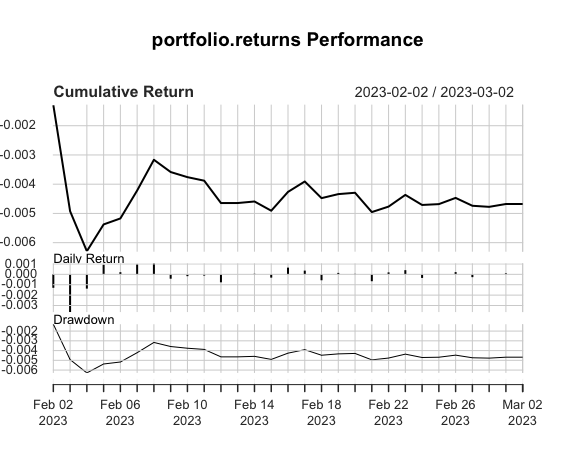 portfolio.returns Performance
Cumulative Return 2023-02-02 / 2023-03-02
-0.002
-0.003
-0.004
-0.005
-0.006
Daily Return
0.001
0.000
-0.001
-0.002
-0.003
Drawdown
-0.002
-0.003
-0.004
-0.005
-0.006
Feb 02 Feb 06 Feb 10 Feb 14 Feb 18 Feb 22 Feb 26 Mar 02
2023 2023 2023 2023 2023 2023 2023 2023